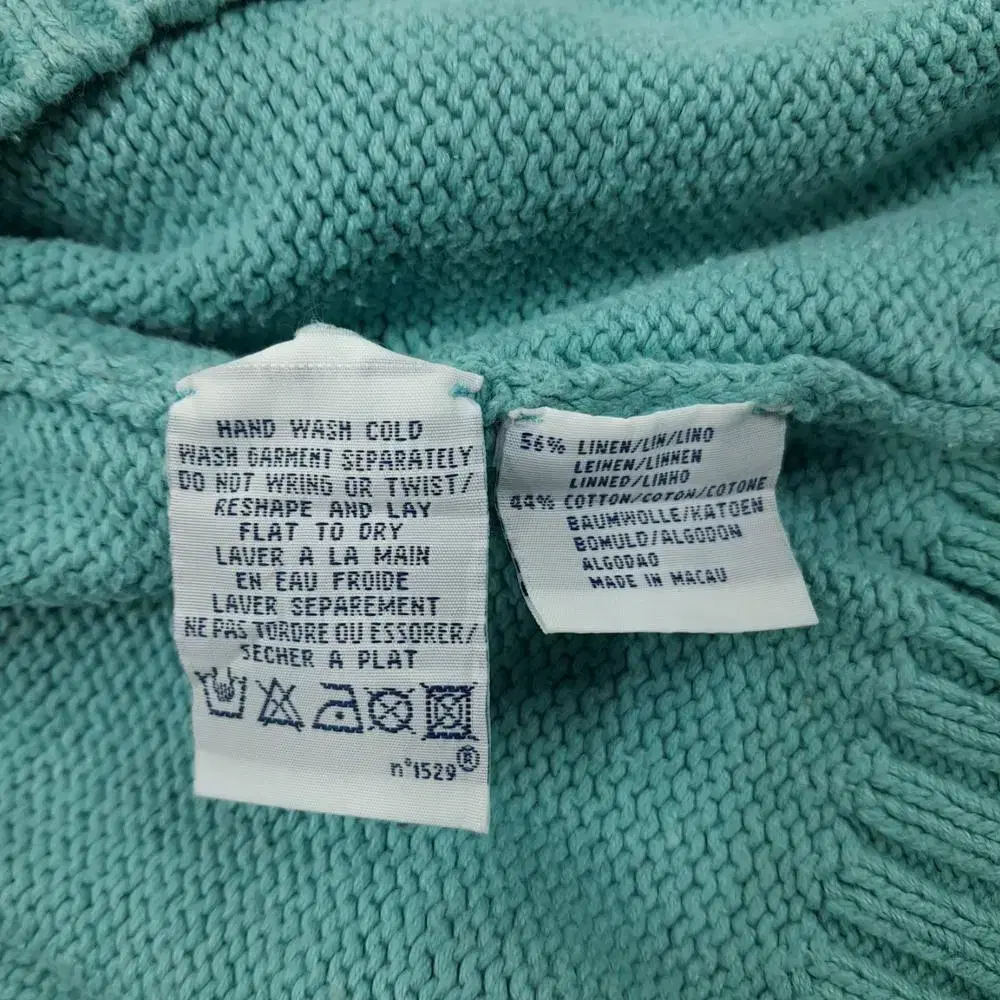 HAND WASH COLD
WASH GARMENT SEPARATELY
DO NOT WRING OR TWIST/
RESHAPE AND LAY
FLAT TO DRY
LAVER A LA MAIN
EN EAU FROIDE
LAVER SEPAREMENT
NE PAS TORDRE OU ESSORER/
SECHER A PLAT
n°1529®
56% LINEN/LIN/LINO
LEINEN/LINNEN
LINNED/LINHO
44% COTTON/COTON/COTONE
BAUMWOLLE/KATOEN
BOMULD/ALGODON
ALGODAO
MADE IN MACAU